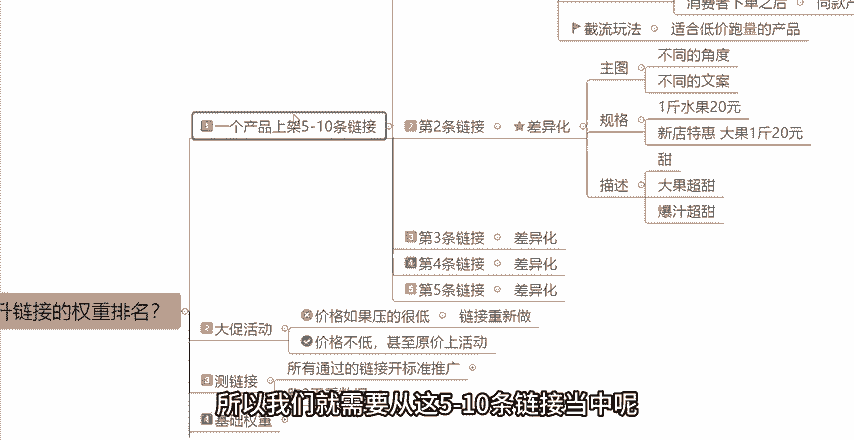 消费者下单之后
同款产
截流玩法
适合低价跑量的产品
1 一个产品上架5-10条链接
2 第2条链接
差异化
主图
不同的角度
不同的文案
规格
1斤水果20元
新店特惠 大果1斤20元
描述
甜
大果超甜
爆汁超甜
3 第3条链接
差异化
4 第4条链接
差异化
5 第5条链接
差异化
升链接的权重排名?
2 大促活动
价格如果压的很低
链接重新做
价格不低，甚至原价上活动
3 测链接
所有通过的链接开标准推广
4 基础权重
所以我们就需要从这5-10条链接当中呢